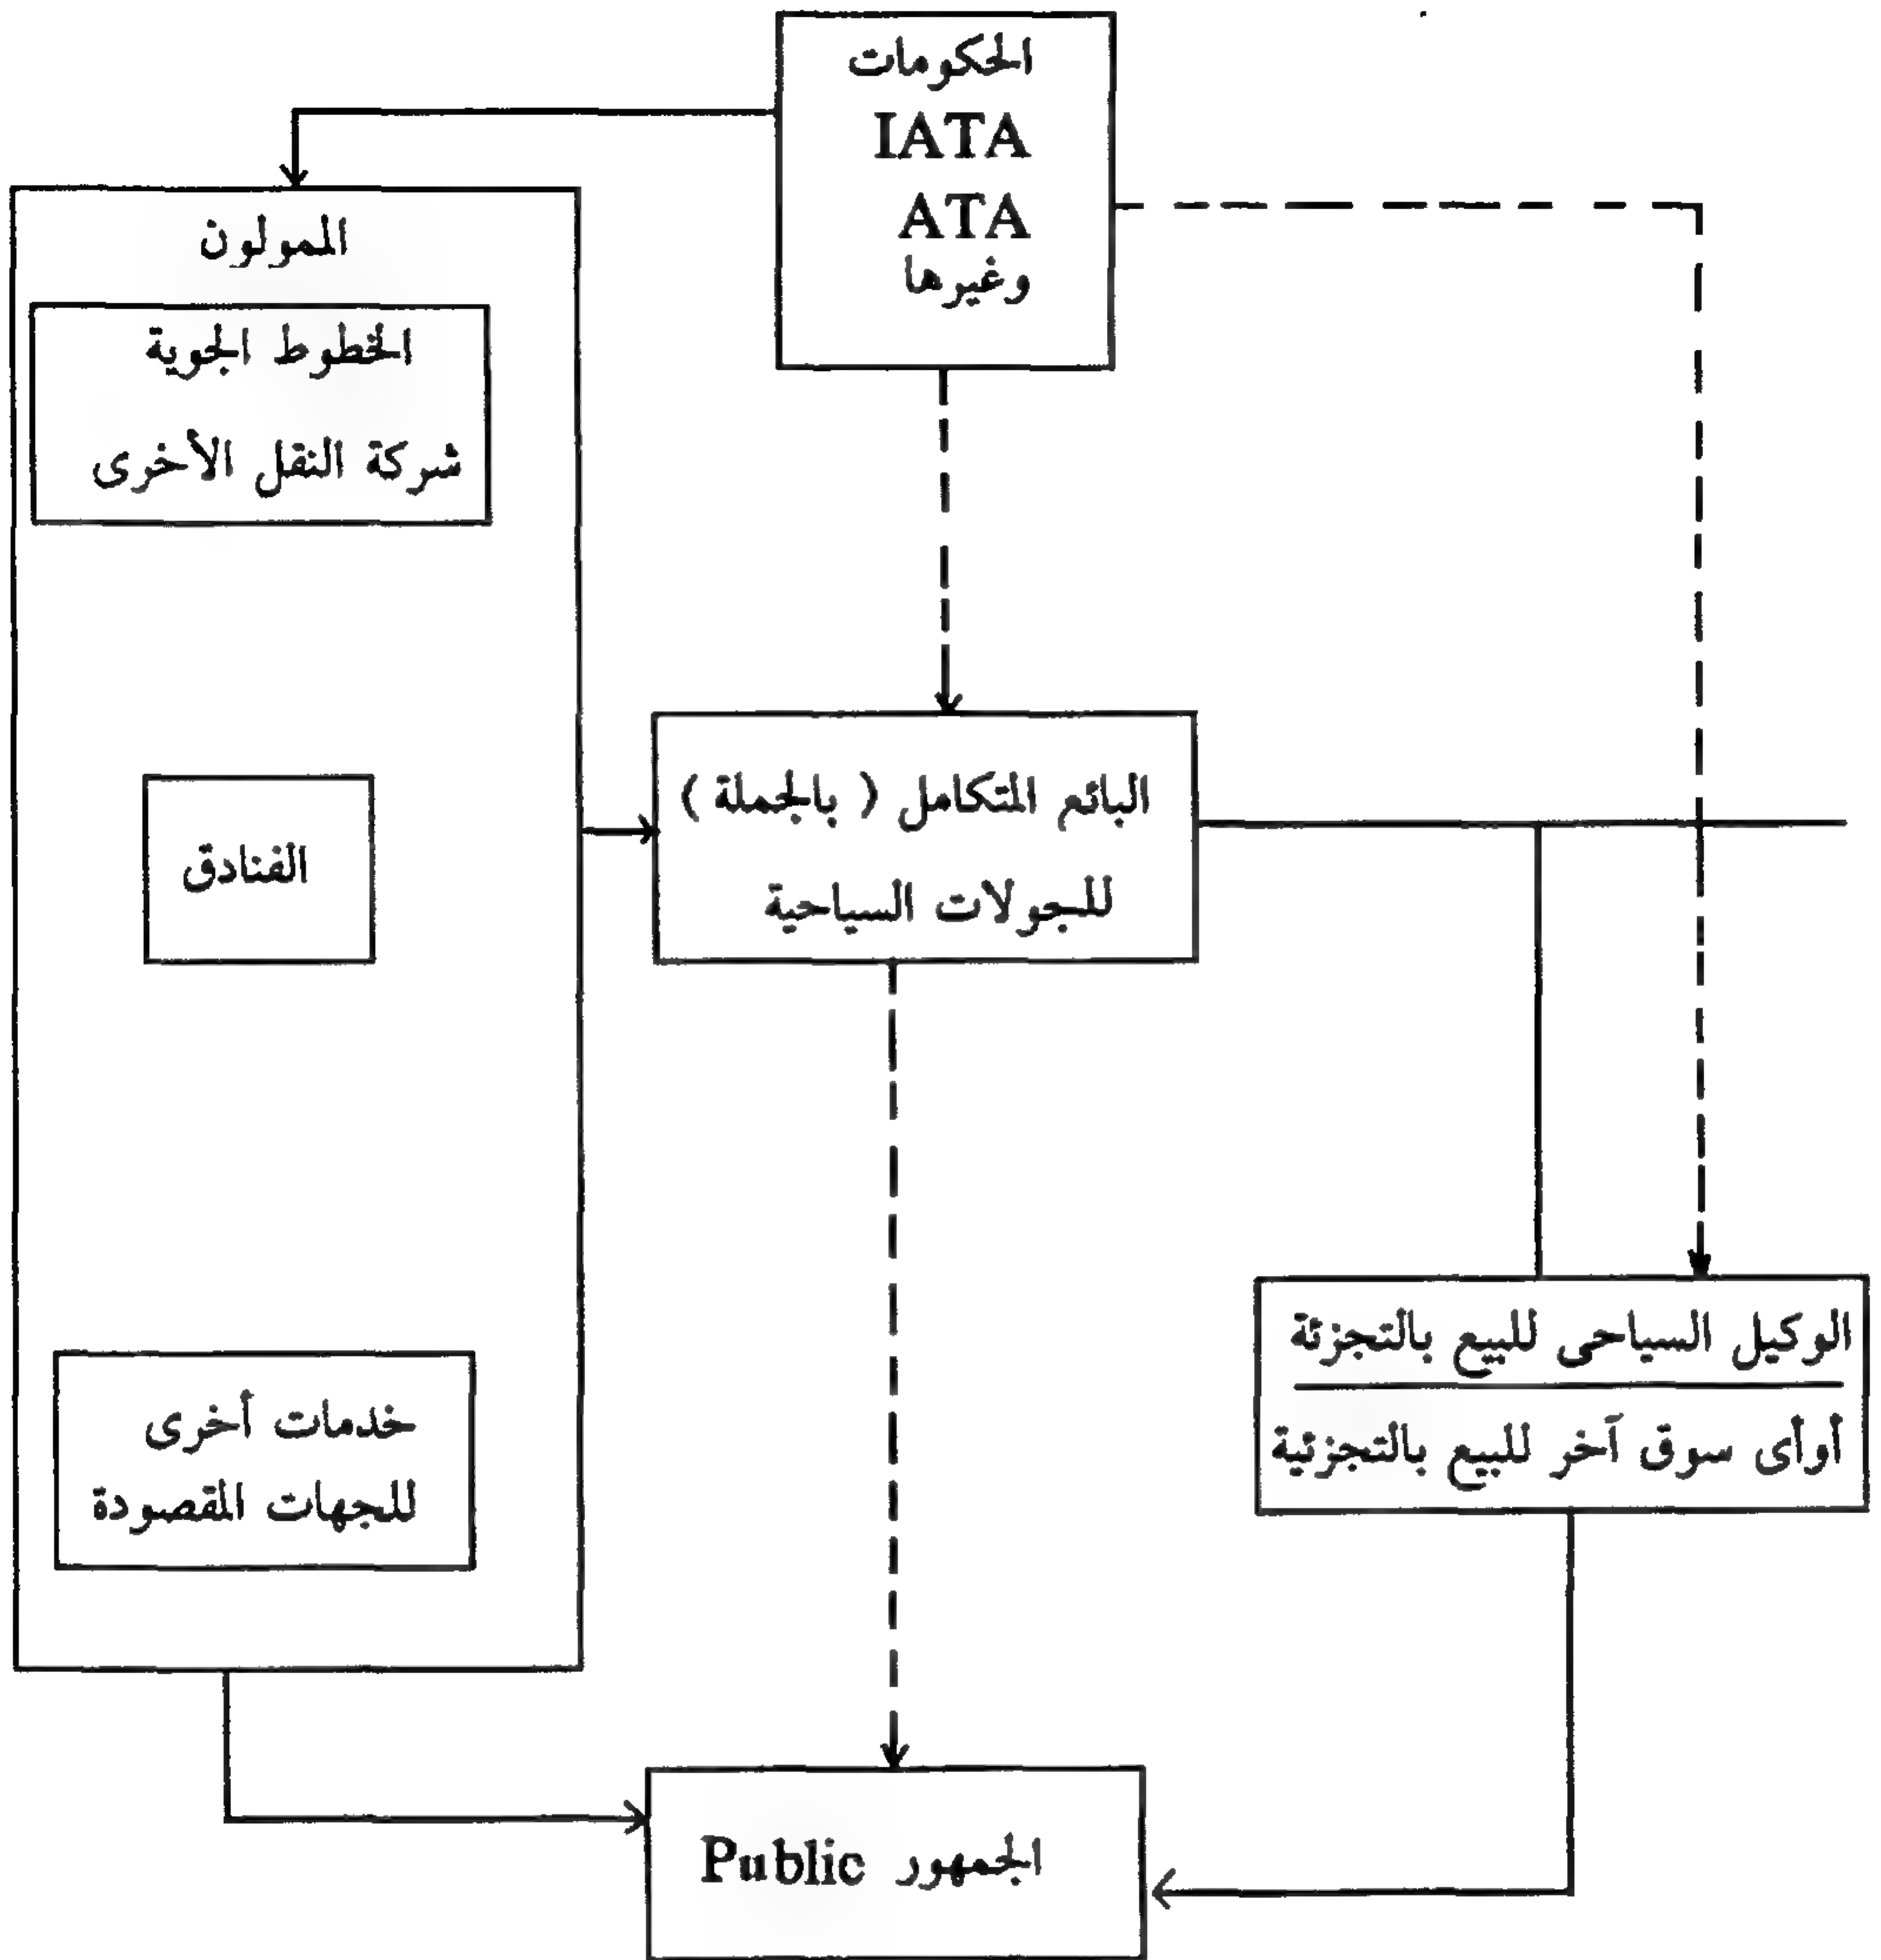 الحكومات
IATA
ATA
وغيرها
الممولون
الخطوط الجوية
شركة النقل الأخرى
البائع المتكامل ( بالجملة )
للجولات السياحية
الفنادق
الوكيل السياحى للبيع بالتجزئة
أوأى سوق آخر للبيع بالتجزئية
خدمات أخرى
للجهات المقصودة
الجمهور Public